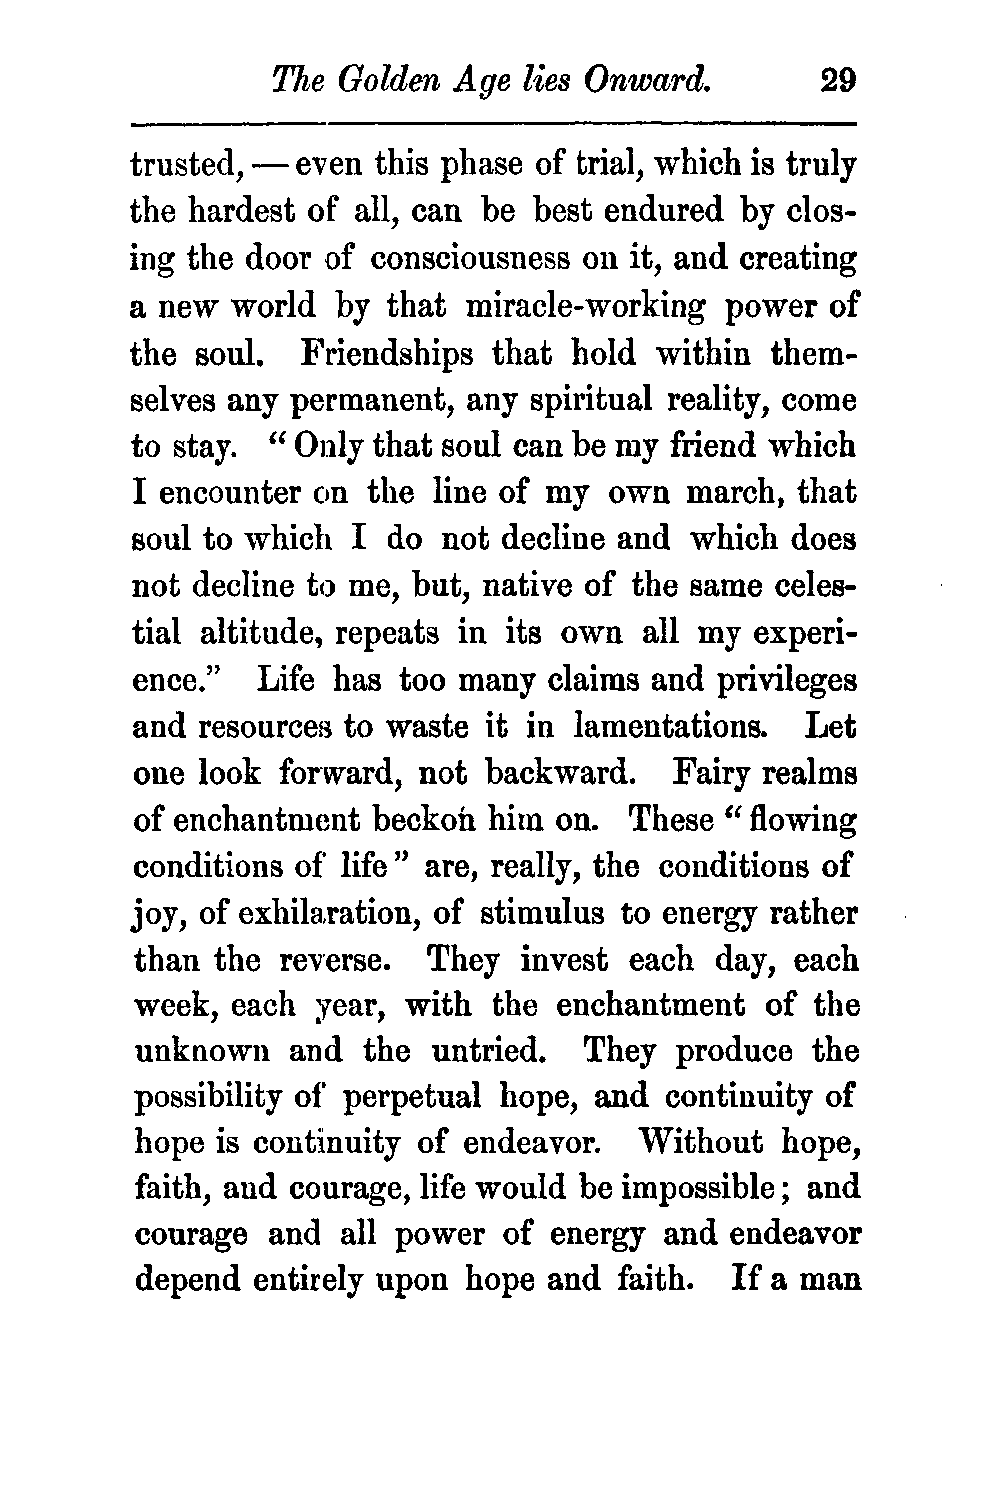 The Golden Age lies Onward. 29
trusted, — even this phase of trial, which is truly
the hardest of all, can be best endured by clos-
ing the door of consciousness on it, and creating
a new world by that miracle-working power of
the soul. Friendships that hold within them-
selves any permanent, any spiritual reality, come
to stay. “Only that soul can be my friend which
I encounter on the line of my own march, that
soul to which I do not decline and which does
not decline to me, but, native of the same celes-
tial altitude, repeats in its own all my experi-
ence.” Life has too many claims and privileges
and resources to waste it in lamentations. Let
one look forward, not backward. Fairy realms
of enchantment beckon him on. These “flowing
conditions of life” are, really, the conditions of
joy, of exhilaration, of stimulus to energy rather
than the reverse. They invest each day, each
week, each year, with the enchantment of the
unknown and the untried. They produce the
possibility of perpetual hope, and continuity of
hope is continuity of endeavor. Without hope,
faith, and courage, life would be impossible; and
courage and all power of energy and endeavor
depend entirely upon hope and faith. If a man